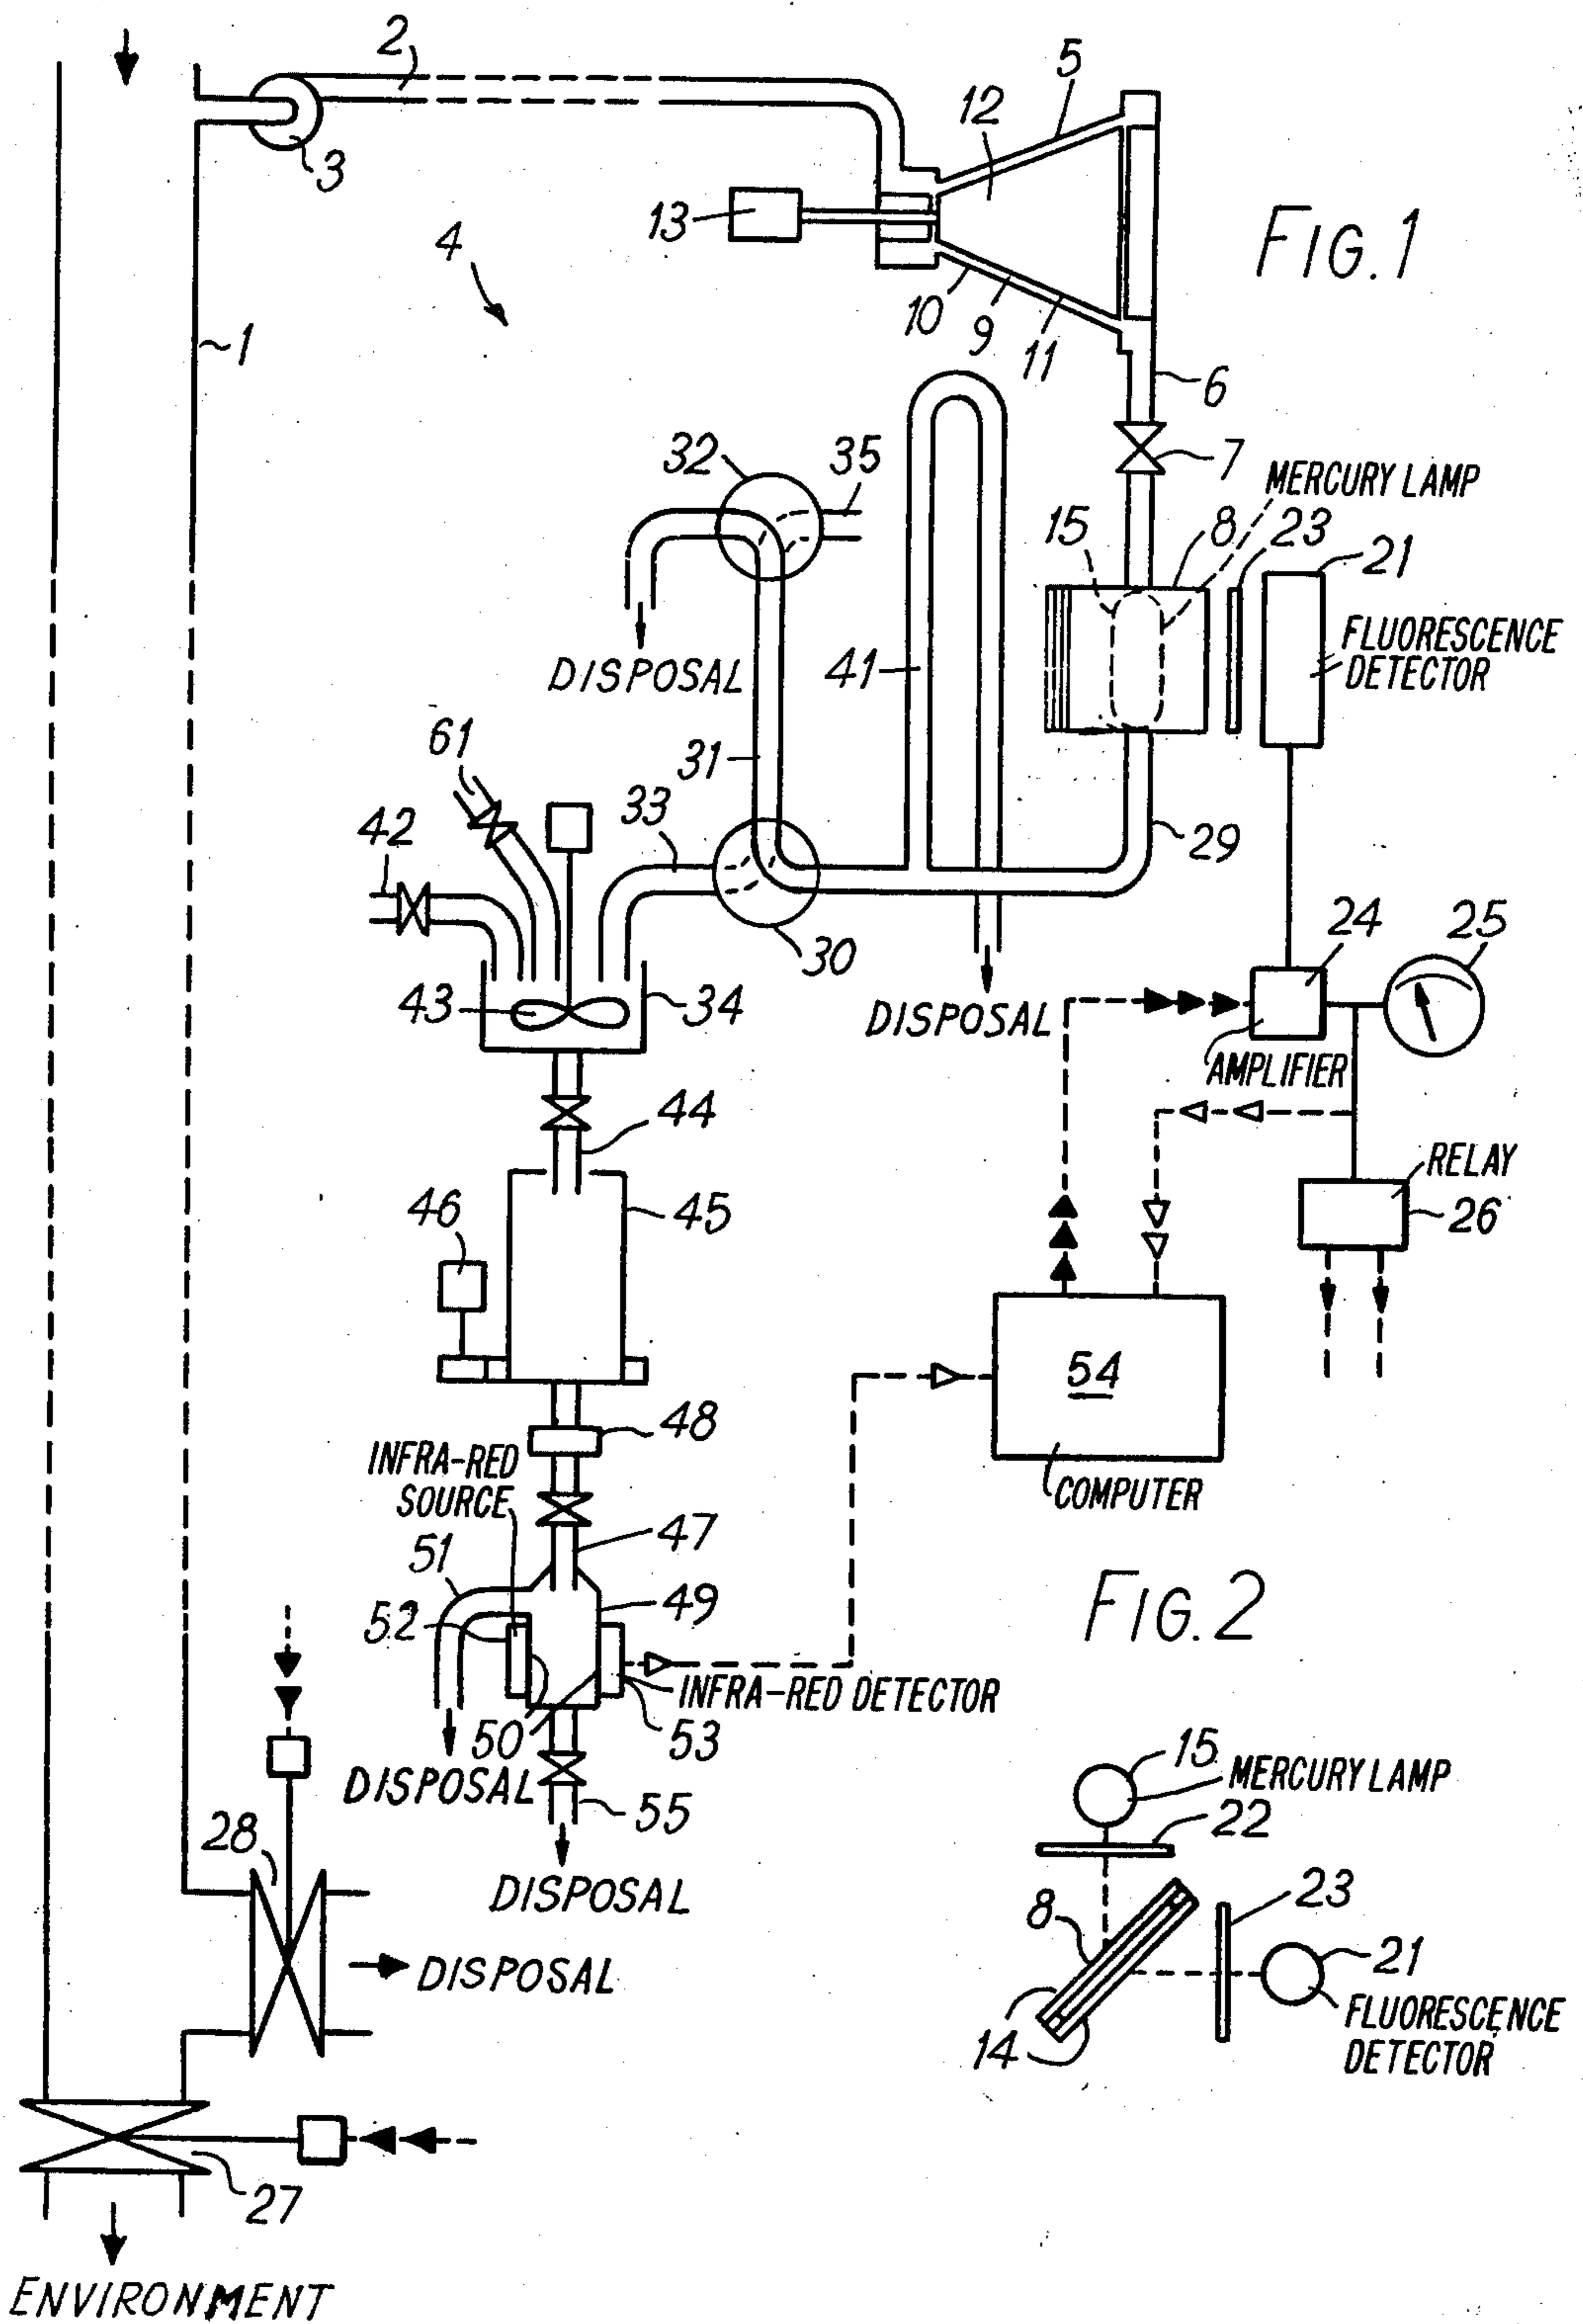 2
5
12
3
13
FIG. 1
4
10
9
11
1
6
32
35
7
MERCURY LAMP
15
8
23
21
FLUORESCENCE
DETECTOR
DISPOSAL
41
61
31
42
33
29
30
24
25
43
34
DISPOSAL
AMPLIFIER
44
RELAY
46
45
26
54
48
INFRA-RED
SOURCE
COMPUTER
47
51
FIG. 2
49
52
INFRA-RED DETECTOR
50
53
DISPOSAL
55
15
MERCURY LAMP
22
28
DISPOSAL
8
23
DISPOSAL
21
14
FLUORESCENCE
DETECTOR
27
ENVIRONMENT